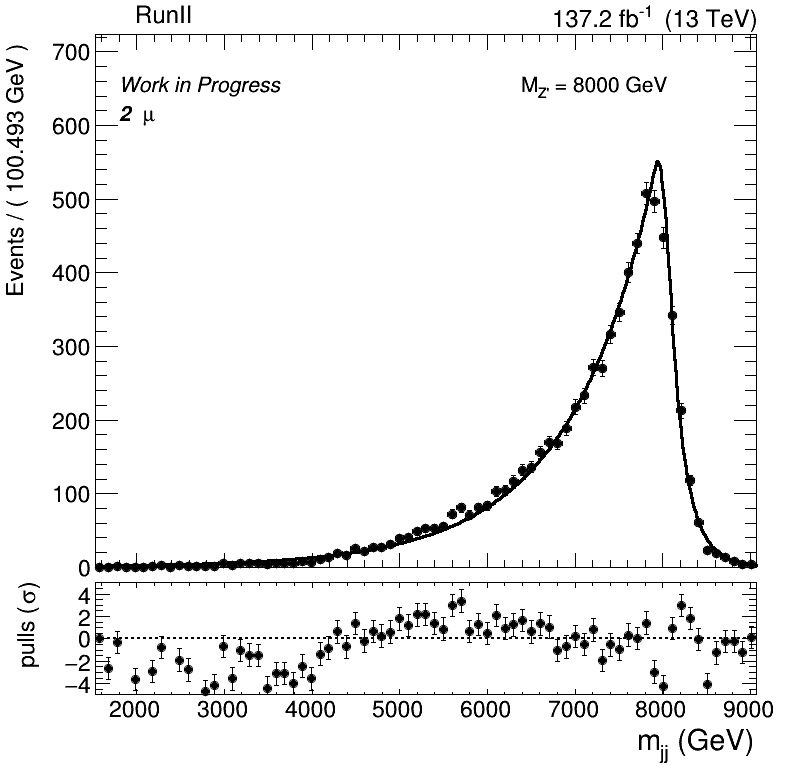 RunII 137.2 fb⁻¹ (13 TeV)
Events / ( 100.493 GeV )
700
600
500
400
300
200
100
0
Work in Progress
2 μ
M_Z' = 8000 GeV
pulls (σ)
4
2
0
−2
−4
2000 3000 4000 5000 6000 7000 8000 9000
m_jj (GeV)